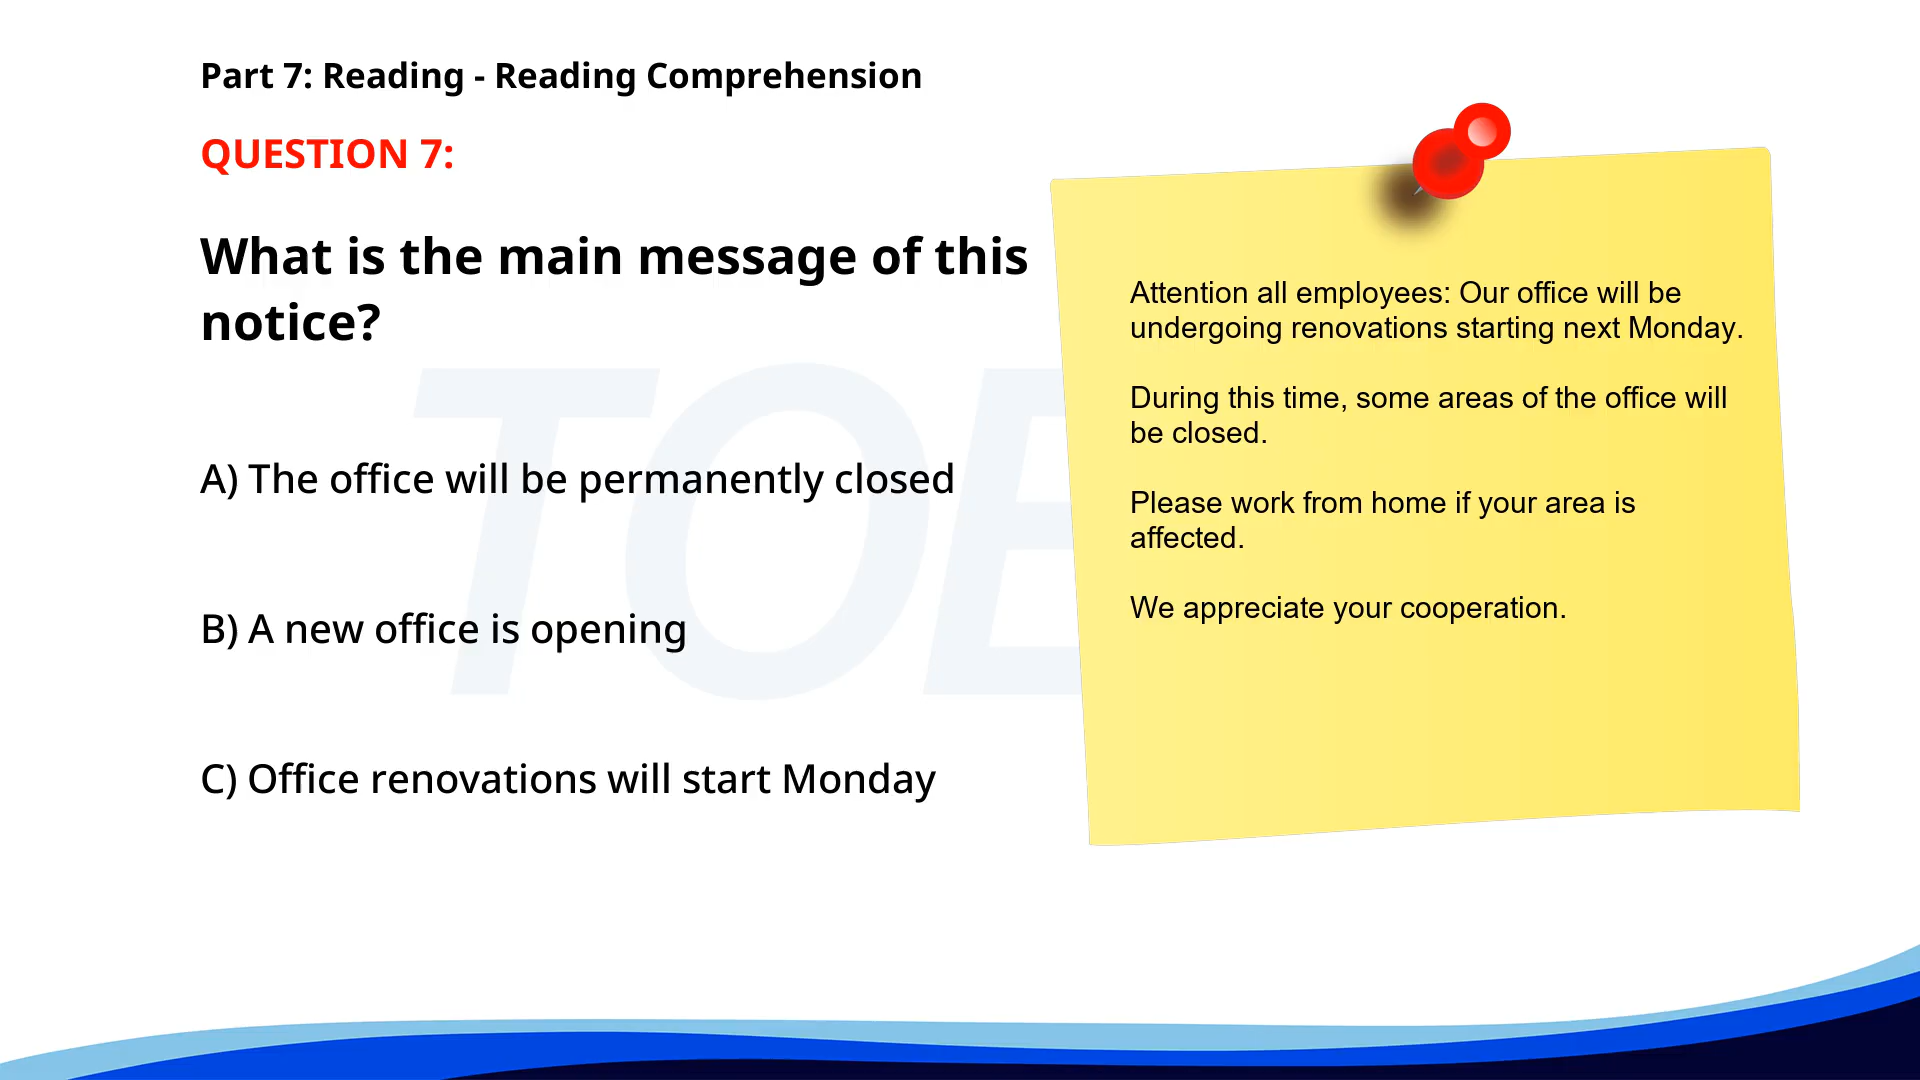 Part 7: Reading - Reading Comprehension
QUESTION 7:
What is the main message of this
notice?
A) The office will be permanently closed
B) A new office is opening
C) Office renovations will start Monday
Attention all employees: Our office will be
undergoing renovations starting next Monday.
During this time, some areas of the office will
be closed.
Please work from home if your area is
affected.
We appreciate your cooperation.
TOE